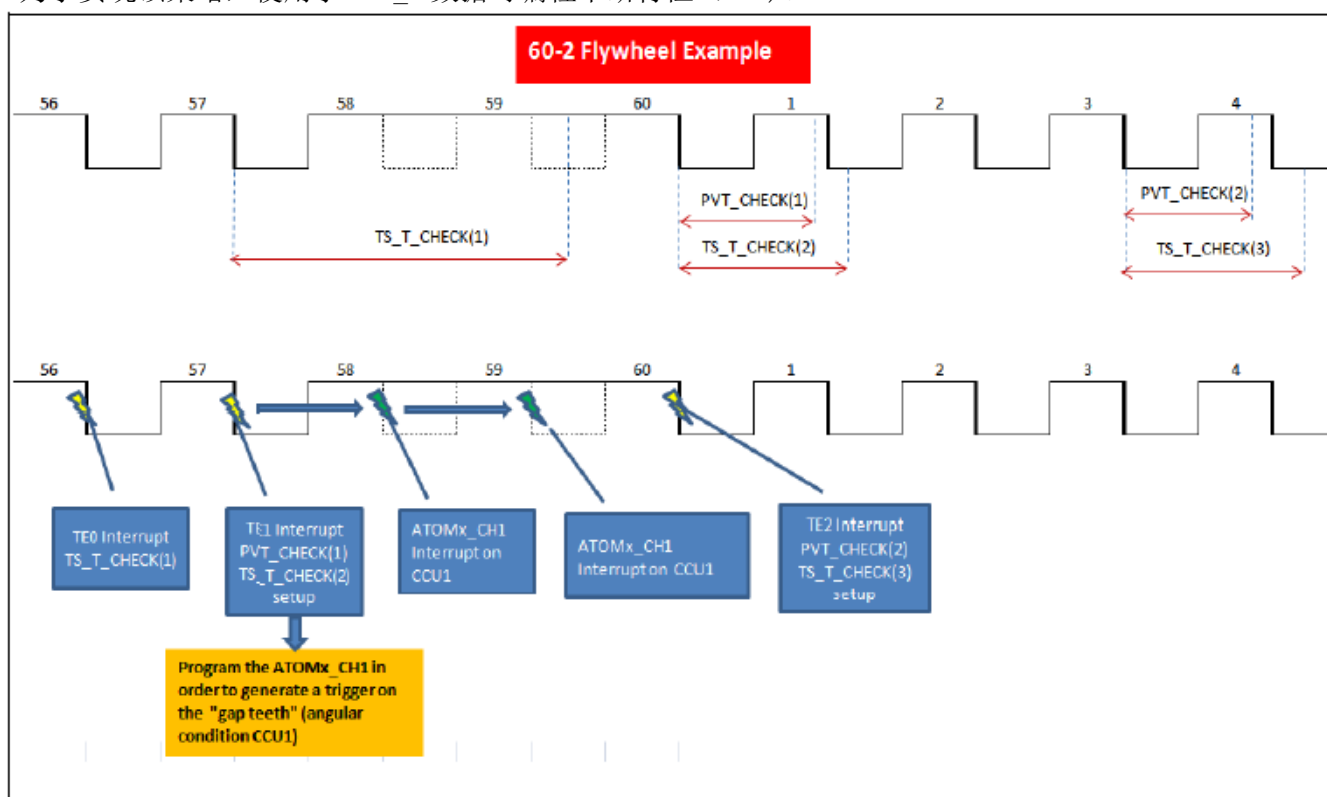 60-2 Flywheel Example
56 57 58 59 60 1 2 3 4
PVT_CHECK(1)
PVT_CHECK(2)
TS_T_CHECK(1)
TS_T_CHECK(2)
TS_T_CHECK(3)
56 57 58 59 60 1 2 3 4
TE0 Interrupt
TS_T_CHECK(1)
TE1 Interrupt
PVT_CHECK(1)
TS_T_CHECK(2)
setup
ATOMx_CH1
Interrupt on
CCU1
ATOMx_CH1
Interrupt on CCU1
TE2 Interrupt
PVT_CHECK(2)
TS_T_CHECK(3)
setup
Program the ATOMx_CH1 in
order to generate a trigger on
the "gap teeth" (angular
condition CCU1)